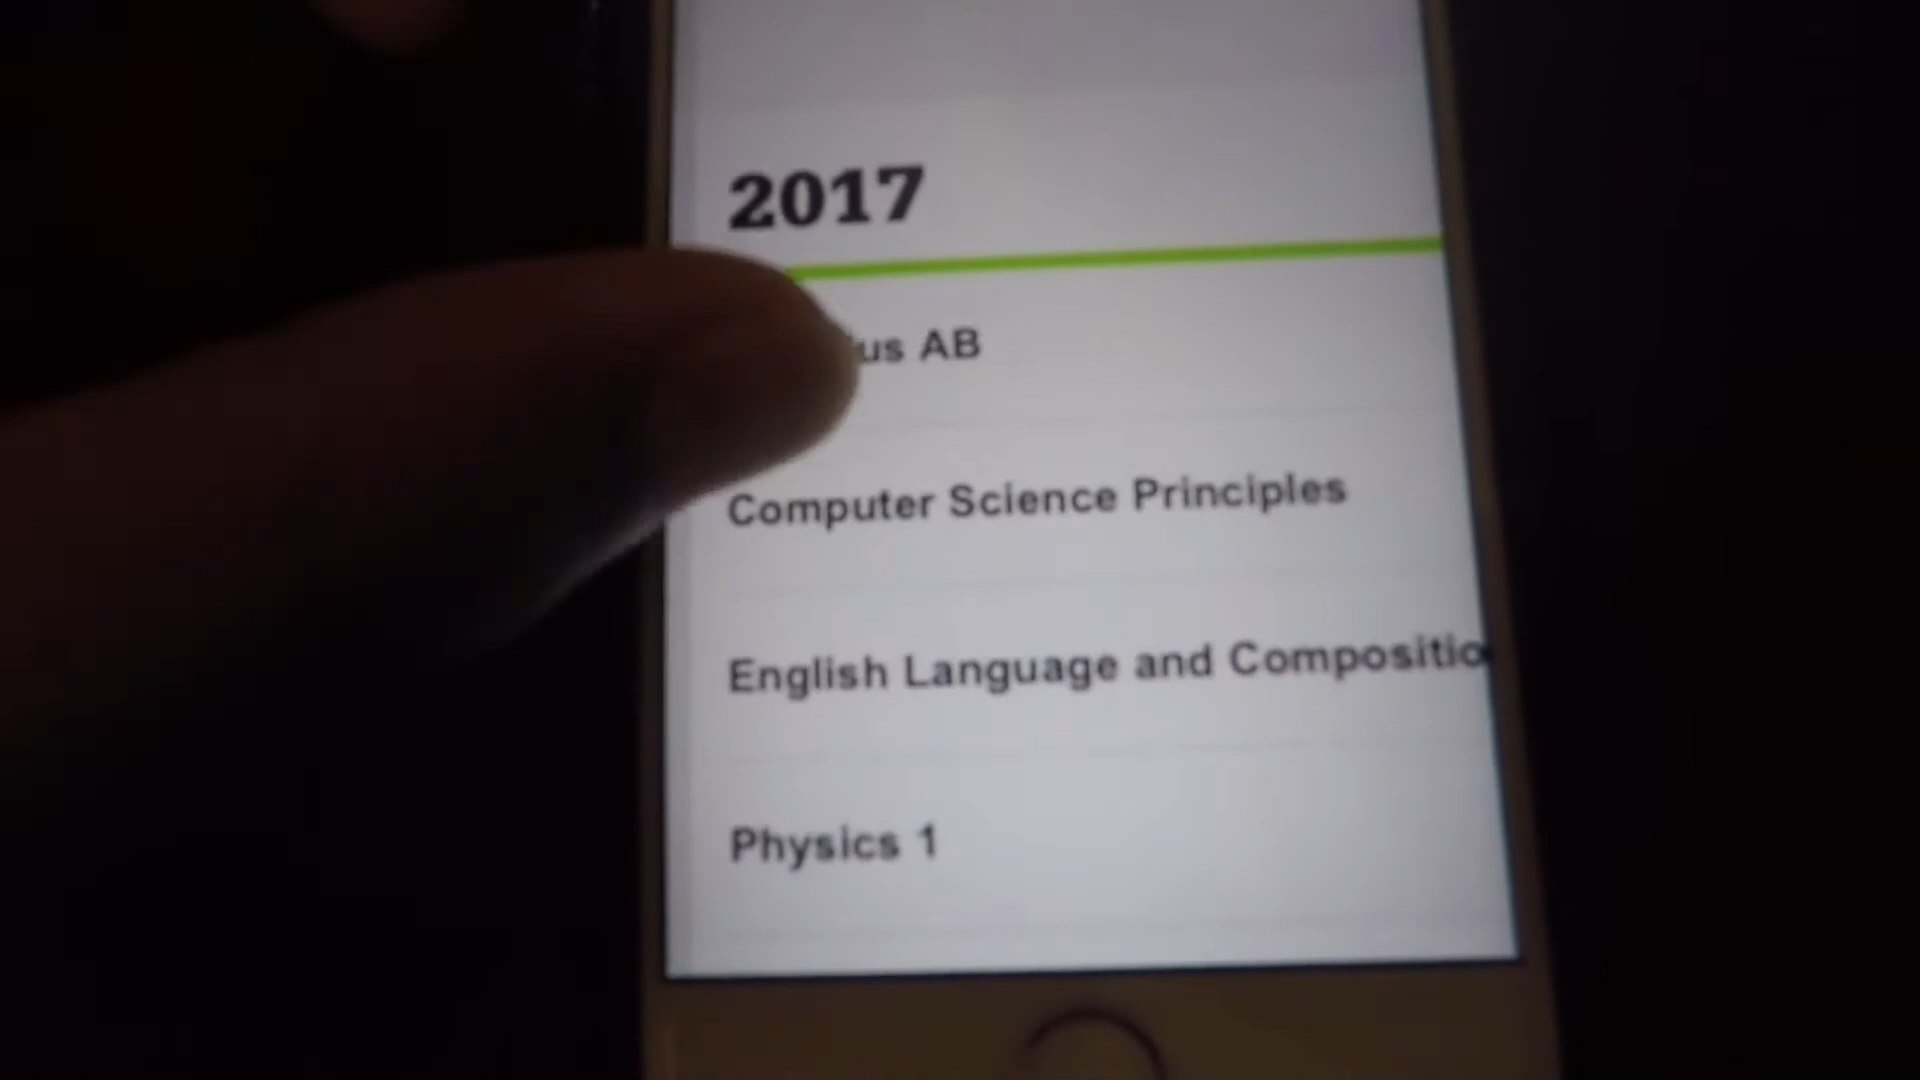 2017
us AB
Computer Science Principles
English Language and Compositio
Physics 1